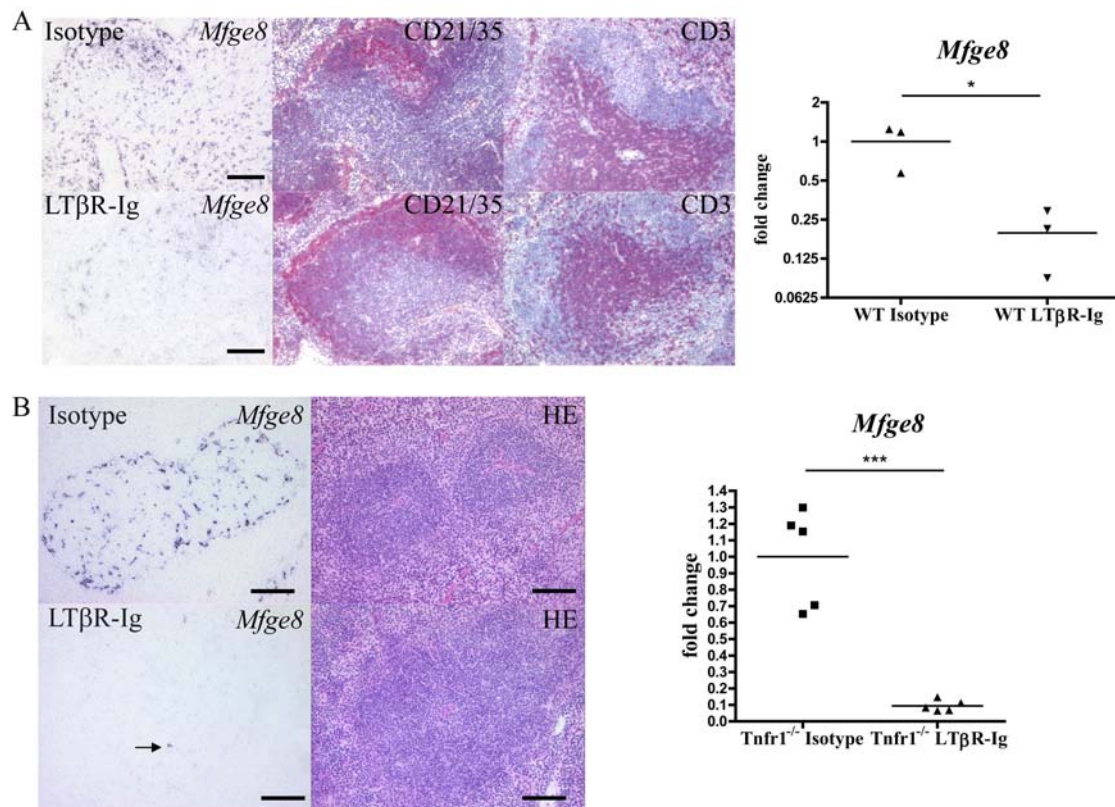 A
Isotype Mfge8 CD21/35 CD3
LTβR-Ig Mfge8 CD21/35 CD3
Mfge8
*
fold change
2
1
0.5
0.25
0.125
0.0625
WT Isotype WT LTβR-Ig
B
Isotype Mfge8 HE
LTβR-Ig Mfge8 HE
Mfge8
***
fold change
1.4
1.3
1.2
1.1
1.0
0.9
0.8
0.7
0.6
0.5
0.4
0.3
0.2
0.1
0.0
Tnfr1-/- Isotype Tnfr1-/- LTβR-Ig